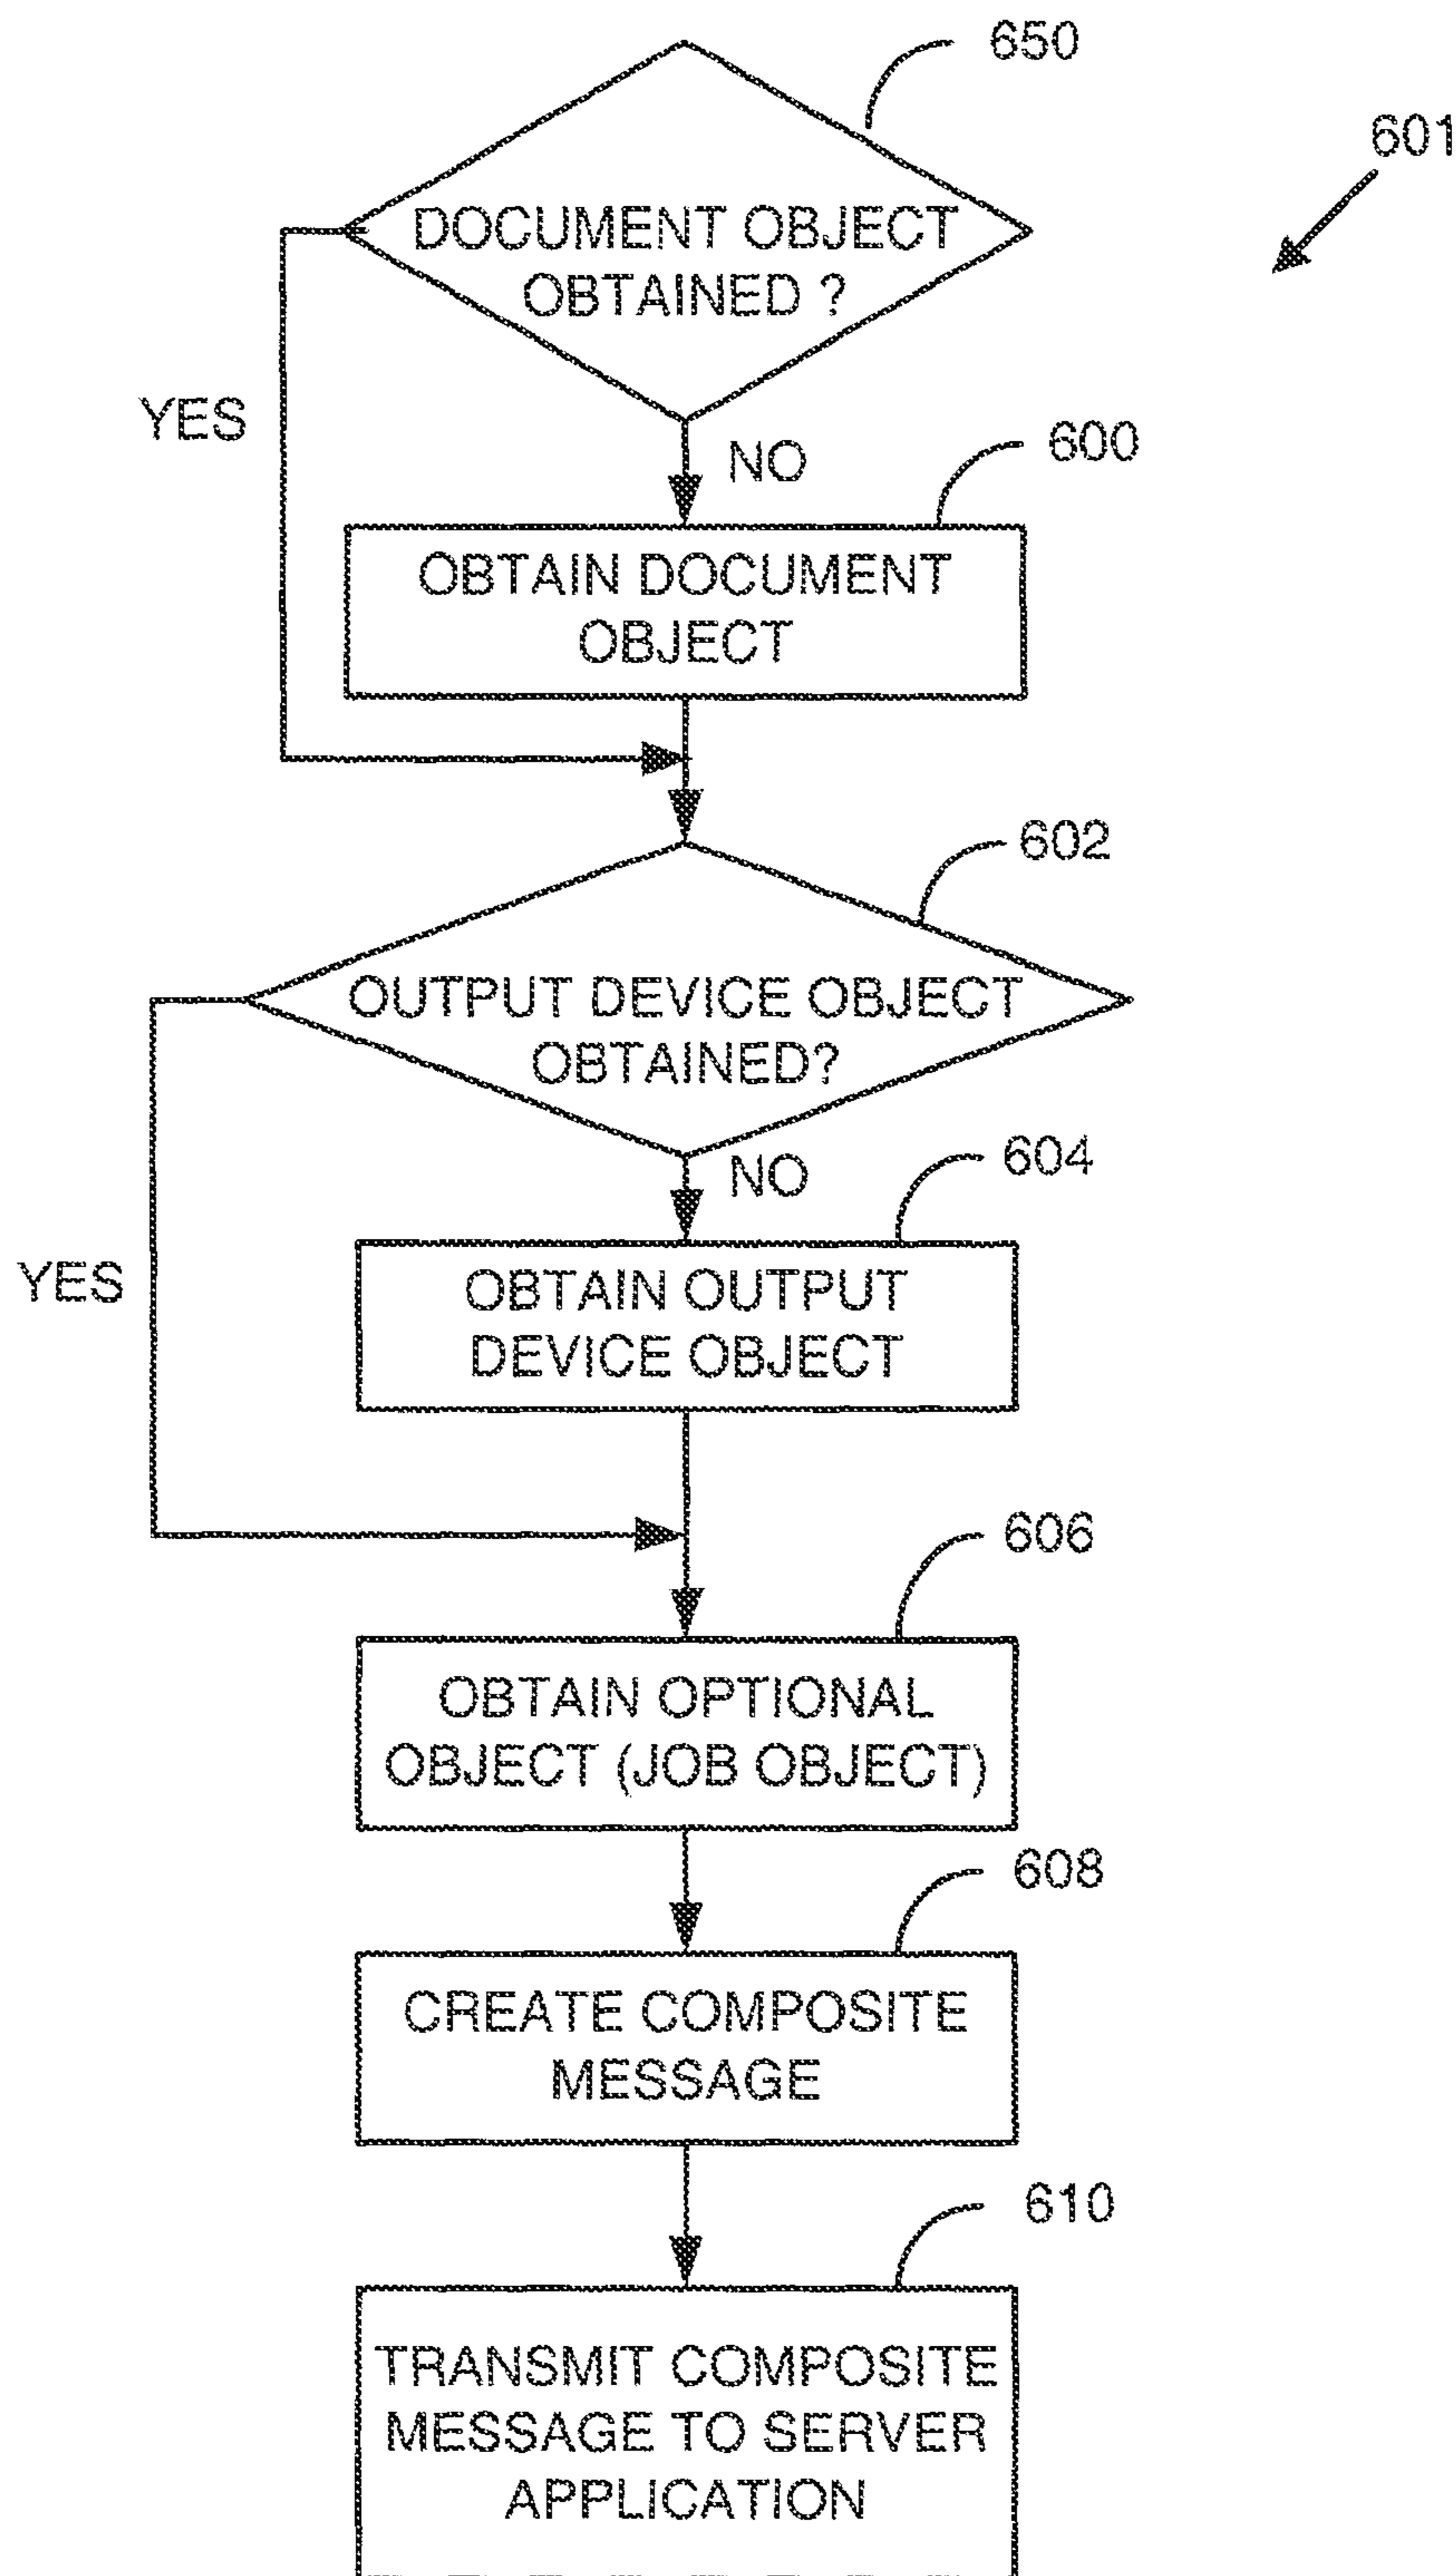 650
601
DOCUMENT OBJECT
OBTAINED ?
YES
NO
600
OBTAIN DOCUMENT
OBJECT
602
OUTPUT DEVICE OBJECT
OBTAINED?
NO
604
YES
OBTAIN OUTPUT
DEVICE OBJECT
606
OBTAIN OPTIONAL
OBJECT (JOB OBJECT)
608
CREATE COMPOSITE
MESSAGE
610
TRANSMIT COMPOSITE
MESSAGE TO SERVER
APPLICATION